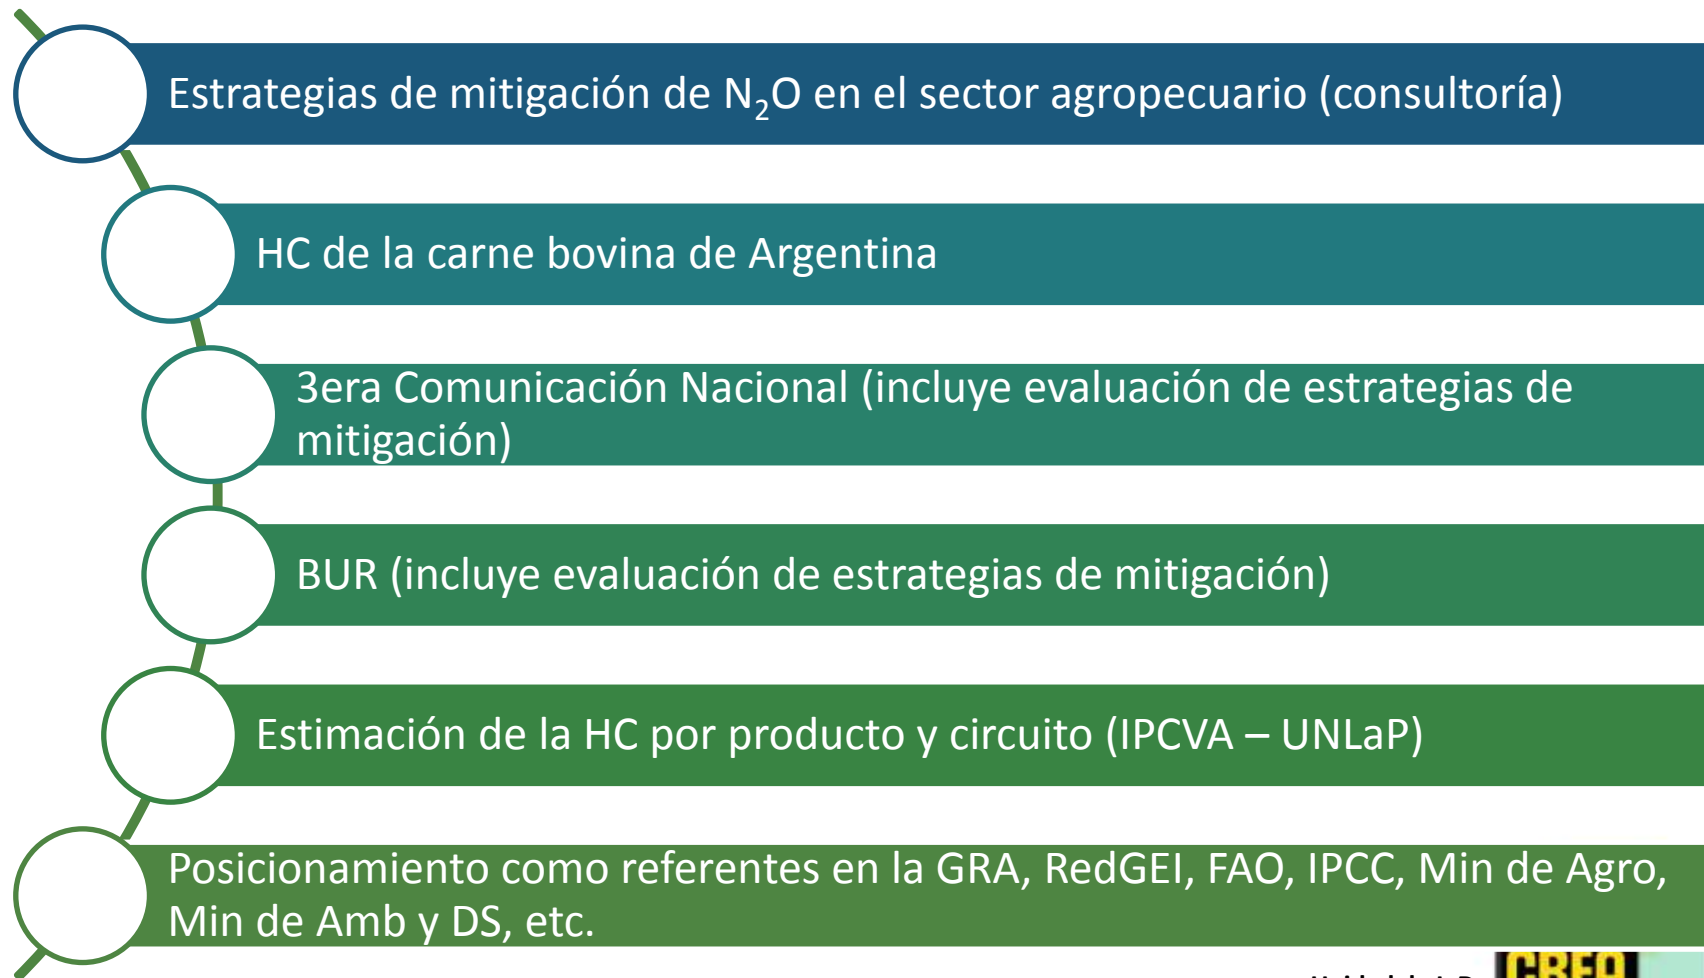 Estrategias de mitigación de N₂O en el sector agropecuario (consultoría)
HC de la carne bovina de Argentina
3era Comunicación Nacional (incluye evaluación de estrategias de
mitigación)
BUR (incluye evaluación de estrategias de mitigación)
Estimación de la HC por producto y circuito (IPCVA – UNLaP)
Posicionamiento como referentes en la GRA, RedGEI, FAO, IPCC, Min de Agro,
Min de Amb y DS, etc.
CREA